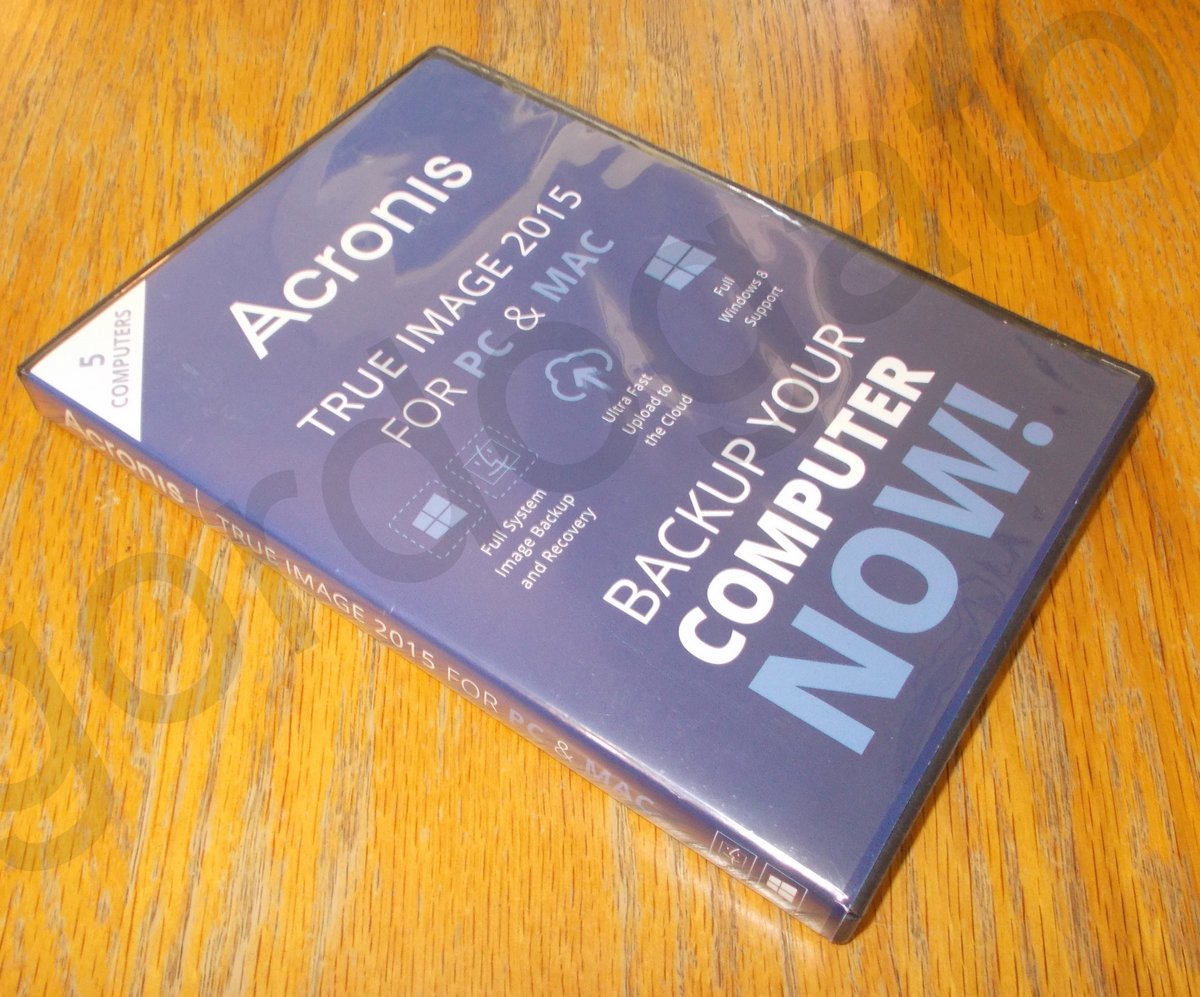 5
COMPUTERS
Acronis
TRUE IMAGE 2015
FOR PC & MAC
Full System
Image Backup
and Recovery
Ultra Fast
Upload to
the Cloud
Full
Windows 8
Support
BACKUP YOUR
COMPUTER
NOW!
Acronis | TRUE IMAGE 2015 FOR PC & MAC
gordogato